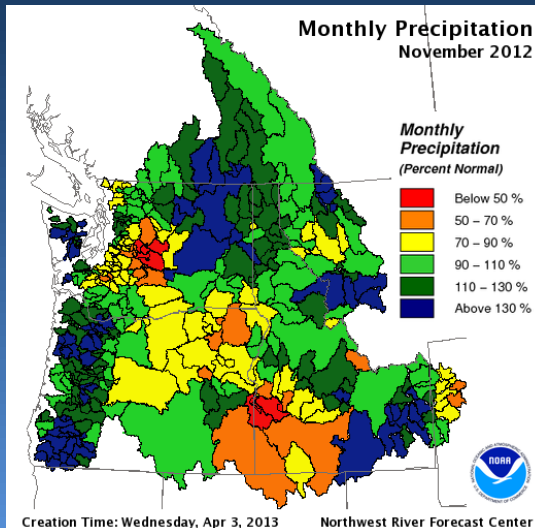 Monthly Precipitation
November 2012
Monthly
Precipitation
(Percent Normal)
Below 50 %
50 – 70 %
70 – 90 %
90 – 110 %
110 – 130 %
Above 130 %
NOAA
Creation Time: Wednesday, Apr 3, 2013 Northwest River Forecast Center